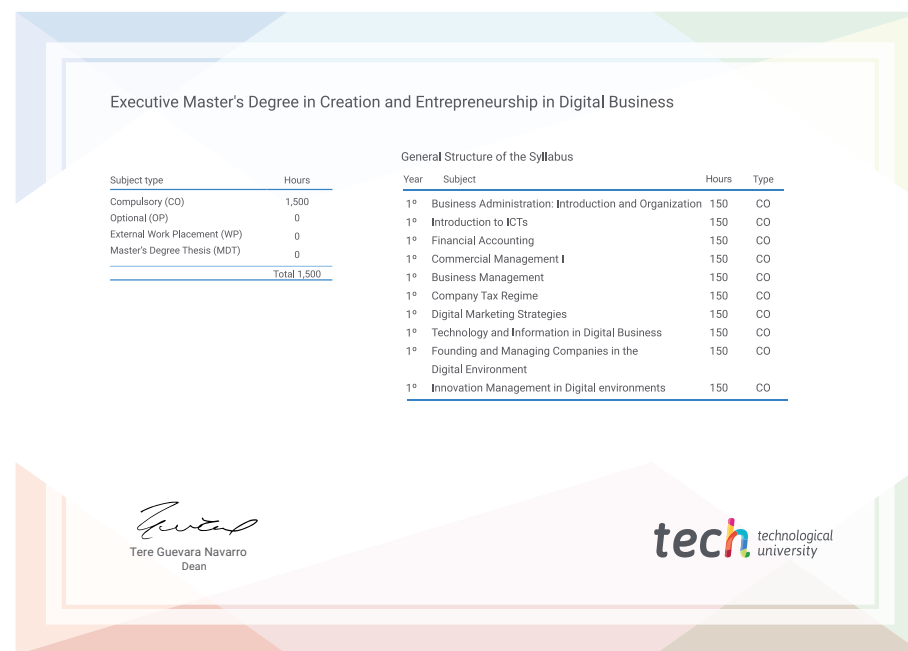 Executive Master's Degree in Creation and Entrepreneurship in Digital Business
Subject type Hours
Compulsory (CO) 1,500
Optional (OP) 0
External Work Placement (WP) 0
Master's Degree Thesis (MDT) 0
Total 1,500
General Structure of the Syllabus
Year Subject Hours Type
1º Business Administration: Introduction and Organization 150 CO
1º Introduction to ICTs 150 CO
1º Financial Accounting 150 CO
1º Commercial Management I 150 CO
1º Business Management 150 CO
1º Company Tax Regime 150 CO
1º Digital Marketing Strategies 150 CO
1º Technology and Information in Digital Business 150 CO
1º Founding and Managing Companies in the 150 CO
Digital Environment
1º Innovation Management in Digital environments 150 CO
Tere Guevara Navarro
Dean
tech technological
university